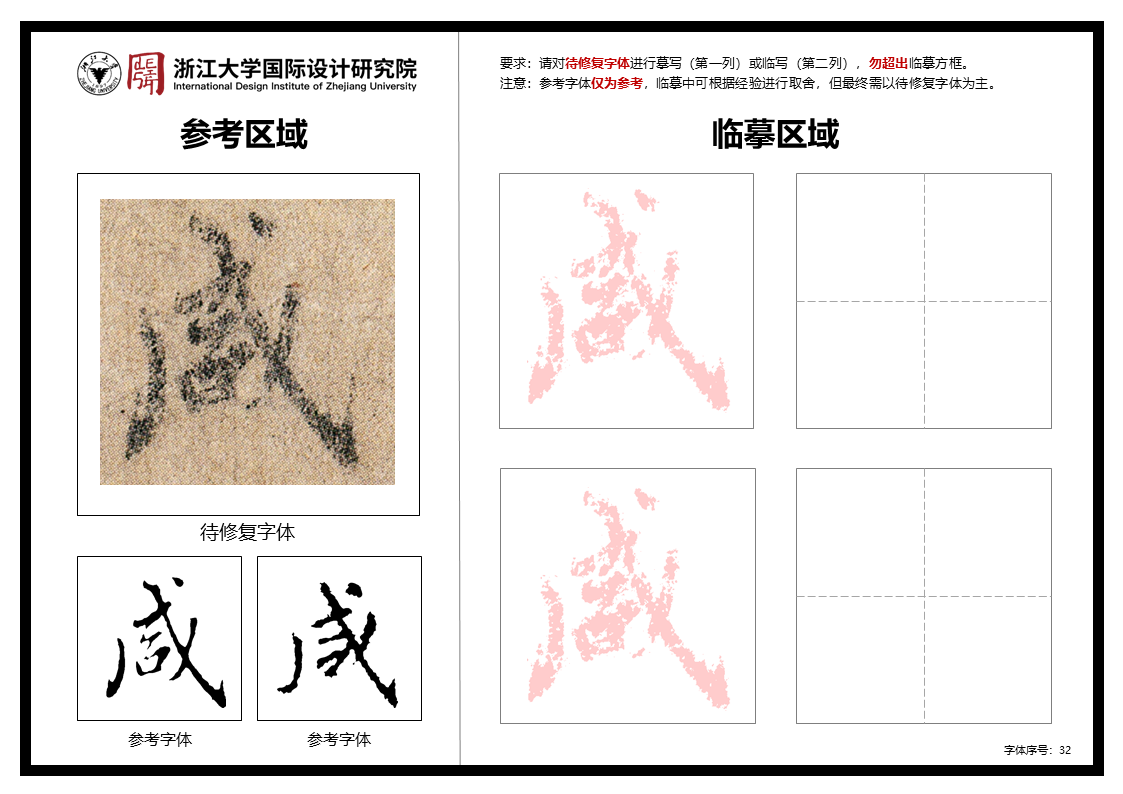 浙江大学国际设计研究院
International Design Institute of Zhejiang University
参考区域
咸
待修复字体
咸
咸
参考字体
参考字体
要求：请对待修复字体进行摹写（第一列）或临写（第二列），勿超出临摹方框。
注意：参考字体仅为参考，临摹中可根据经验进行取舍，但最终需以待修复字体为主。
临摹区域
咸
咸
字体序号：32